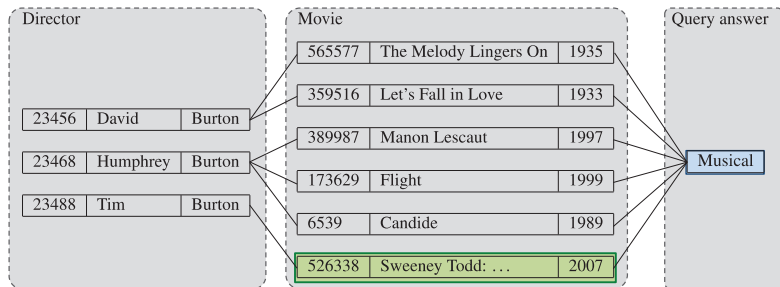 Director
Movie
Query answer
565577 The Melody Lingers On 1935
359516 Let's Fall in Love 1933
23456 David Burton
389987 Manon Lescaut 1997
23468 Humphrey Burton
Musical
173629 Flight 1999
23488 Tim Burton
6539 Candide 1989
526338 Sweeney Todd: ... 2007